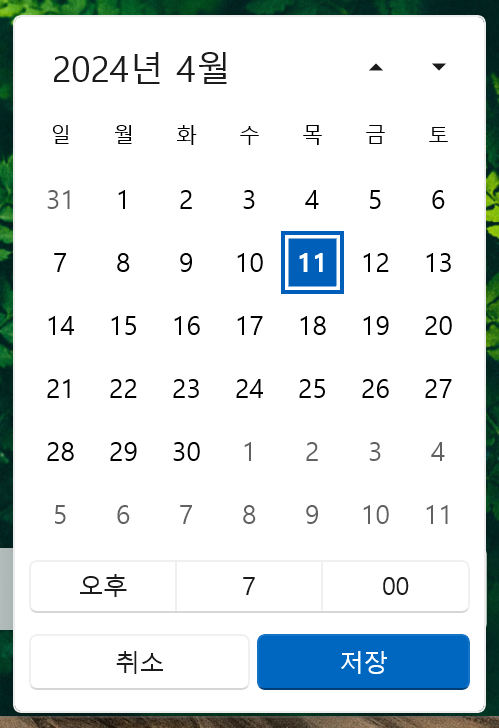 2024년 4월
일 월 화 수 목 금 토
31 1 2 3 4 5 6
7 8 9 10 11 12 13
14 15 16 17 18 19 20
21 22 23 24 25 26 27
28 29 30 1 2 3 4
5 6 7 8 9 10 11
오후 7 00
취소 저장